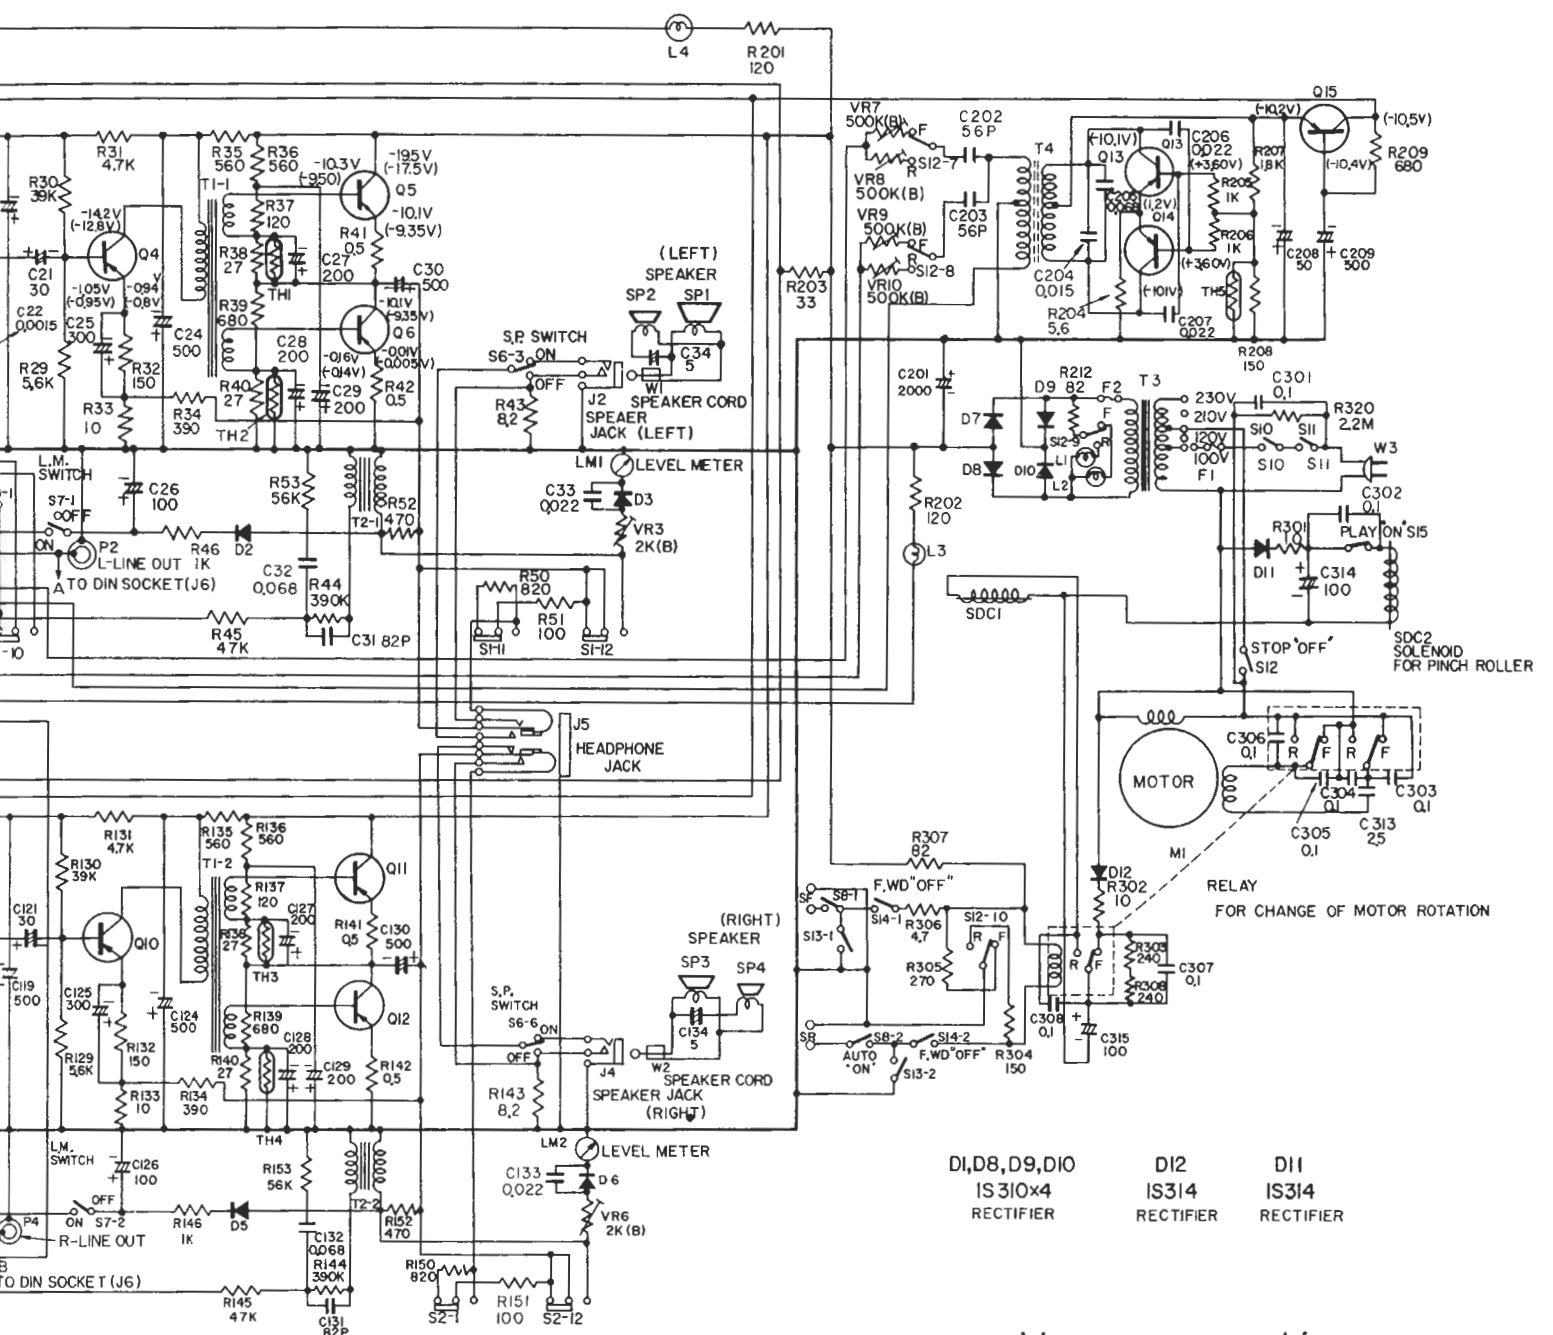 L4
R201
120
Q15
(-10,2V)
(-10,5V)
(-10,4V)
R209
680
VR7
500K(B)
F
S12-7
R
VR8
500K(B)
VR9
500K(B)
F
R
S12-8
VR10
500K(B)
C202
56P
C203
56P
T4
(-10,1V)
Q13
Q13
C206
0,022
(+3,60V)
R207
1,8K
R205
1K
(1,2V)
Q14
R206
1K
(+3,60V)
(-10,1V)
C204
0,015
R204
5,6
C207
0,022
TH5
C208
50
C209
500
R208
150
R31
4,7K
R35
560
R36
560
-10,3V
(-950)
-19,5V
(-17,5V)
Q5
R30
39K
T1-1
R37
120
-10,1V
(-9,35V)
-14,2V
(-12,8V)
Q4
R38
27
R41
0,5
C27
200
C30
500
C21
30
-1,05V
(-0,95V)
-0,94
(-0,8V
TH1
C22
0,0015
C25
300
C24
500
R39
680
-10,1V
(-9,35V
Q6
R29
5,6K
R32
150
C28
200
-0,16V
(-0,14V)
-0,01V
(-0,005V)
R40
27
C29
200
R42
0,5
R33
10
R34
390
TH2
(LEFT)
SPEAKER
SP2
SP1
R203
33
S.P. SWITCH
S6-3
ON
OFF
C34
5
W1
J2
SPEAKER CORD
R43
8,2
SPEAER
JACK (LEFT)
C201
2000
D7
D8
D9
D10
R212
82
F2
F
S12-9
R
L1
L2
T3
230V
210V
120V
100V
F1
C301
0,1
R320
2,2M
S10
S11
S10
S11
W3
L.M.
SWITCH
S7-1
OFF
ON
C26
100
R53
56K
T2-1
R52
470
LM1
LEVEL METER
C33
0,022
D3
VR3
2K(B)
R202
120
L3
C302
0,1
R301
10
PLAY "ON" S15
D11
C314
100
P2
L-LINE OUT
R46
1K
D2
A
TO DIN SOCKET (J6)
C32
0,068
R44
390K
R45
47K
C31 82P
-10
R50
820
R51
100
S1-11
S1-12
SDC1
STOP "OFF"
S12
SDC2
SOLENOID
FOR PINCH ROLLER
J5
HEADPHONE
JACK
MOTOR
M1
C306
0,1
R
F
R
F
C304
0,1
C303
0,1
C305
0,1
C313
2,5
R131
4,7K
R135
560
R136
560
Q11
R130
39K
T1-2
R137
120
C127
200
C121
30
Q10
R138
27
R141
0,5
C130
500
TH3
C119
500
C125
300
C124
500
R139
680
Q12
C128
200
R129
5,6K
R132
150
R140
27
C129
200
R142
0,5
R133
10
R134
390
TH4
R307
82
SF
S8-1
F,WD "OFF"
S14-1
R306
4,7
S13-1
S12-10
R
F
R305
270
SR
S8-2
AUTO
"ON"
S14-2
F,WD "OFF"
S13-2
R304
150
D12
R302
10
RELAY
FOR CHANGE OF MOTOR ROTATION
R
F
R303
240
R308
240
C307
0,1
C308
0,1
C315
100
(RIGHT)
SPEAKER
SP3
SP4
S.P.
SWITCH
S6-6
ON
OFF
C134
5
W2
J4
SPEAKER CORD
R143
8,2
SPEAKER JACK
(RIGHT)
L.M.
SWITCH
C126
100
R153
56K
T2-2
R152
470
LM2
LEVEL METER
C133
0,022
D6
VR6
2K(B)
OFF
ON
S7-2
P4
R-LINE OUT
R146
1K
D5
B
TO DIN SOCKET (J6)
C132
0,068
R144
390K
R145
47K
C131
82P
R150
820
R151
100
S2-1
S2-12
D1,D8,D9,D10
1S310×4
RECTIFIER
D12
1S314
RECTIFIER
D11
1S314
RECTIFIER